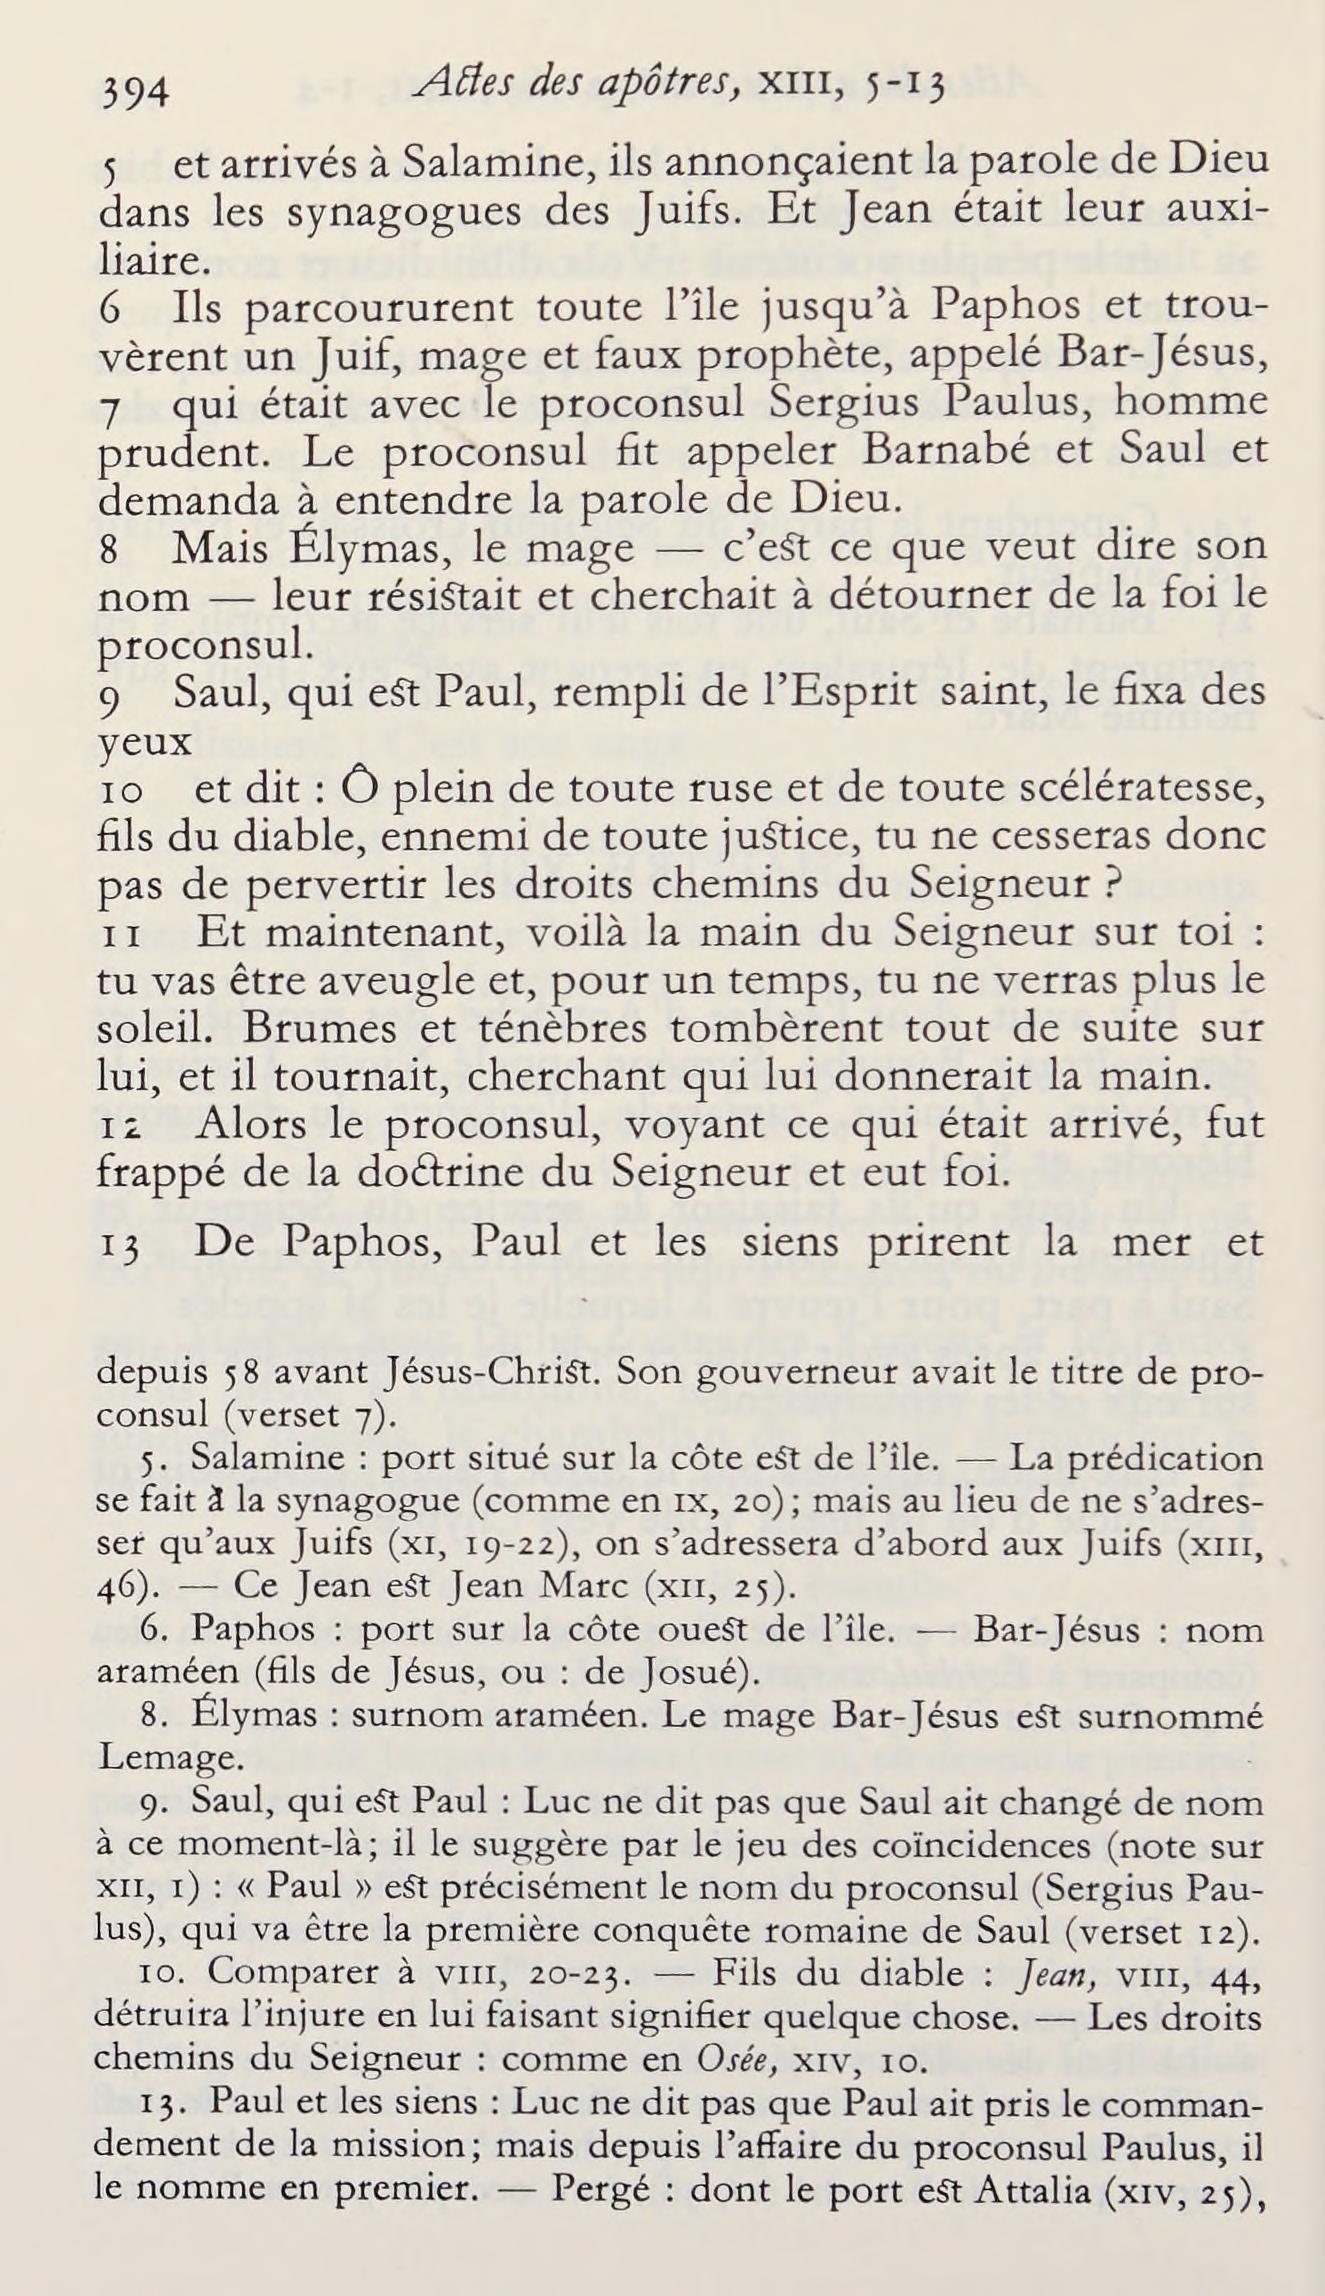 394
Actes des apôtres, XIII, 5-13
5 et arrivés à Salamine, ils annonçaient la parole de Dieu
dans les synagogues des Juifs. Et Jean était leur auxi-
liaire.
6 Ils parcoururent toute l’île jusqu’à Paphos et trou-
vèrent un Juif, mage et faux prophète, appelé Bar-Jésus,
7 qui était avec le proconsul Sergius Paulus, homme
prudent. Le proconsul fit appeler Barnabé et Saul et
demanda à entendre la parole de Dieu.
8 Mais Élymas, le mage — c’est ce que veut dire son
nom — leur résistait et cherchait à détourner de la foi le
proconsul.
9 Saul, qui est Paul, rempli de l’Esprit saint, le fixa des
yeux
10 et dit : Ô plein de toute ruse et de toute scélératesse,
fils du diable, ennemi de toute justice, tu ne cesseras donc
pas de pervertir les droits chemins du Seigneur ?
11 Et maintenant, voilà la main du Seigneur sur toi :
tu vas être aveugle et, pour un temps, tu ne verras plus le
soleil. Brumes et ténèbres tombèrent tout de suite sur
lui, et il tournait, cherchant qui lui donnerait la main.
12 Alors le proconsul, voyant ce qui était arrivé, fut
frappé de la doctrine du Seigneur et eut foi.
13 De Paphos, Paul et les siens prirent la mer et
depuis 58 avant Jésus-Christ. Son gouverneur avait le titre de pro-
consul (verset 7).
5. Salamine : port situé sur la côte est de l’île. — La prédication
se fait à la synagogue (comme en IX, 20) ; mais au lieu de ne s’adres-
ser qu’aux Juifs (XI, 19-22), on s’adressera d’abord aux Juifs (XIII,
46). — Ce Jean est Jean Marc (XII, 25).
6. Paphos : port sur la côte ouest de l’île. — Bar-Jésus : nom
araméen (fils de Jésus, ou : de Josué).
8. Élymas : surnom araméen. Le mage Bar-Jésus est surnommé
Lemage.
9. Saul, qui est Paul : Luc ne dit pas que Saul ait changé de nom
à ce moment-là ; il le suggère par le jeu des coïncidences (note sur
XII, 1) : « Paul » est précisément le nom du proconsul (Sergius Pau-
lus), qui va être la première conquête romaine de Saul (verset 12).
10. Comparer à VIII, 20-23. — Fils du diable : Jean, VIII, 44,
détruira l’injure en lui faisant signifier quelque chose. — Les droits
chemins du Seigneur : comme en Osée, XIV, 10.
13. Paul et les siens : Luc ne dit pas que Paul ait pris le comman-
dement de la mission ; mais depuis l’affaire du proconsul Paulus, il
le nomme en premier. — Pergé : dont le port est Attalia (XIV, 25),